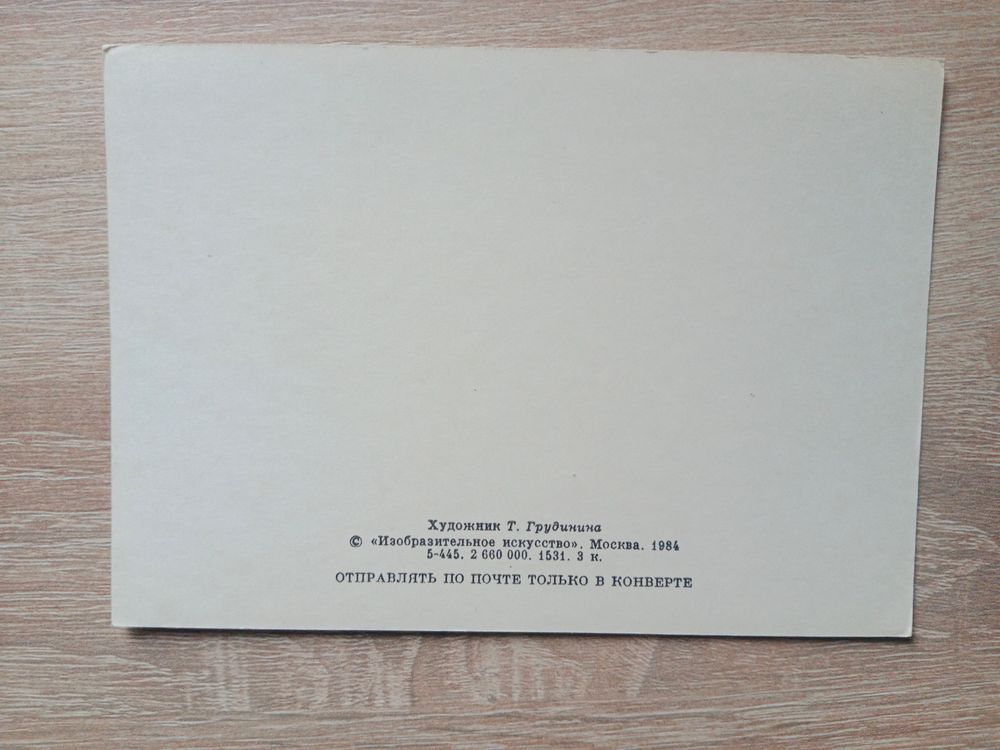 Художник Т. Грудинина
© «Изобразительное искусство». Москва. 1984
5-445. 2 660 000. 1531. 3 к.
ОТПРАВЛЯТЬ ПО ПОЧТЕ ТОЛЬКО В КОНВЕРТЕ